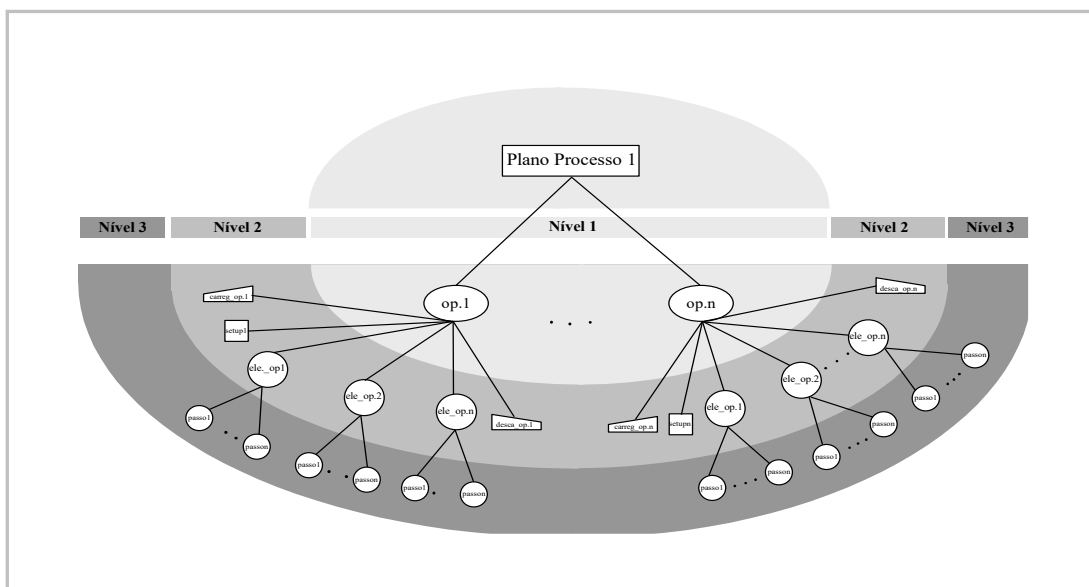 Plano Processo 1
Nível 3 Nível 2 Nível 1 Nível 2 Nível 3
op.1
op.n
. . .
carreg_op.1
setup1
ele._op1
ele_op.2
ele_op.n
desca_op.1
passo1
. . .
passon
passo1
. . .
passon
passo1
.
passon
desca_op.n
ele_op.n
. . .
ele_op.2
ele_op.1
setupn
carreg_op.n
passon
. . .
passo1
passon
. . .
passo1
passon
. . .
passo1